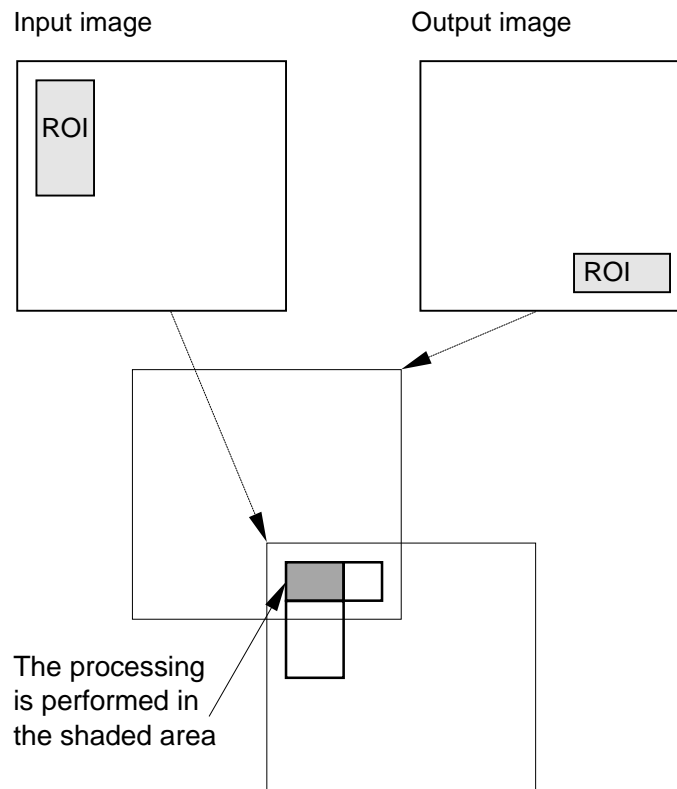 Input image
Output image
ROI
ROI
The processing
is performed in
the shaded area